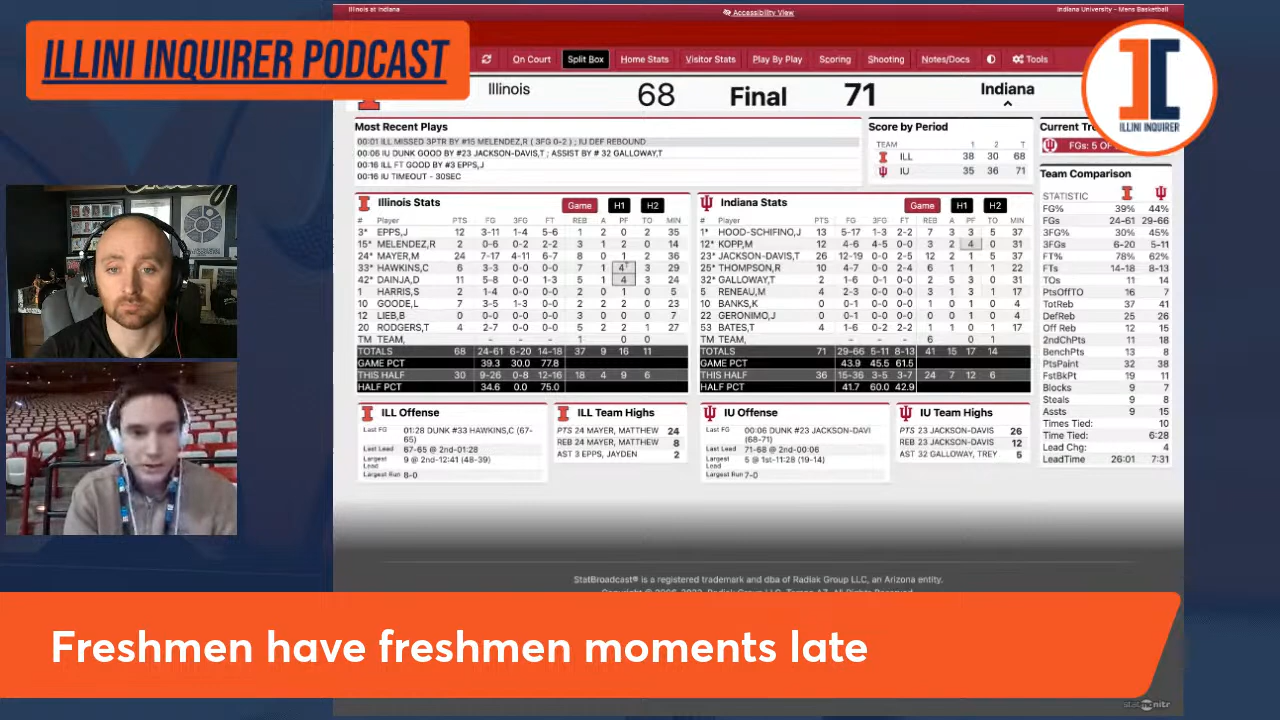 Illinois at Indiana
Accessibility View
Indiana University - Mens Basketball
ILLINI INQUIRER PODCAST
On Court Split Box Home Stats Visitor Stats Play By Play Scoring Shooting Notes/Docs Tools
Illinois 68 Final 71 Indiana
ILLINI INQUIRER
Most Recent Plays
00:01 ILL MISSED 3PTR BY #15 MELENDEZ,R ( 3FG 0-2 ) ; IU DEF REBOUND
00:06 IU DUNK GOOD BY #23 JACKSON-DAVIS,T ; ASSIST BY # 32 GALLOWAY,T
00:16 ILL FT GOOD BY #3 EPPS,J
00:16 IU TIMEOUT - 30SEC
Score by Period
TEAM 1 2 T
ILL 38 30 68
IU 35 36 71
Current Tr
FGs: 5 OF
Illinois Stats Game H1 H2
# Player PTS FG 3FG FT REB A PF TO MIN
3* EPPS,J 12 3-11 1-4 5-6 1 2 0 2 35
15* MELENDEZ,R 2 0-6 0-2 2-2 3 1 2 1 14
24* MAYER,M 24 7-17 4-11 6-7 8 0 1 2 36
33* HAWKINS,C 6 3-3 0-0 0-0 7 1 4 3 29
42* DAINJA,D 11 5-8 0-0 1-3 5 1 4 3 24
1 HARRIS,S 2 1-4 0-0 0-0 2 0 1 0 5
10 GOODE,L 7 3-5 1-3 0-0 2 2 2 0 23
12 LIEB,B 0 0-0 0-0 0-0 3 0 0 0 7
20 RODGERS,T 4 2-7 0-0 0-0 5 2 2 1 27
TM TEAM, - - - 1 0
TOTALS 68 24-61 6-20 14-18 37 9 16 11
GAME PCT 39.3 30.0 77.8
THIS HALF 30 9-26 0-8 12-16 18 4 9 6
HALF PCT 34.6 0.0 75.0
Indiana Stats Game H1 H2
# Player PTS FG 3FG FT REB A PF TO MIN
1* HOOD-SCHIFINO,J 13 5-17 1-3 2-2 7 3 3 5 37
12* KOPP,M 12 4-6 4-5 0-0 3 2 4 0 31
23* JACKSON-DAVIS,T 26 12-19 0-0 2-5 12 2 1 5 37
25* THOMPSON,R 10 4-7 0-0 2-4 6 1 1 1 22
32* GALLOWAY,T 2 1-6 0-1 0-0 2 5 3 0 31
5 RENEAU,M 4 2-3 0-0 0-0 3 1 3 1 17
10 BANKS,K 0 0-1 0-0 0-0 0 0 1 0 4
22 GERONIMO,J 0 0-1 0-0 0-0 1 0 0 0 4
53 BATES,T 4 1-6 0-2 2-2 1 1 1 0 17
TM TEAM, - - - 6 1
TOTALS 71 29-66 5-11 8-13 41 15 17 14
GAME PCT 43.9 45.5 61.5
THIS HALF 36 15-36 3-5 3-7 24 7 12 6
HALF PCT 41.7 60.0 42.9
Team Comparison
STATISTIC
FG% 39% 44%
FGs 24-61 29-66
3FG% 30% 45%
3FGs 6-20 5-11
FT% 78% 62%
FTs 14-18 8-13
TOs 11 14
PtsOffTO 16 7
TotReb 37 41
DefReb 25 26
Off Reb 12 15
2ndChPts 11 18
BenchPts 13 8
PtsPaint 32 38
FstBkPt 19 11
Blocks 9 7
Steals 9 8
Assts 9 15
Times Tied: 10
Time Tied: 6:28
Lead Chg: 4
LeadTime 26:01 7:31
ILL Offense
Last FG 01:28 DUNK #33 HAWKINS,C (67-65)
Last Lead 67-65 @ 2nd-01:28
Largest Lead 9 @ 2nd-12:41 (48-39)
Largest Run 8-0
ILL Team Highs
PTS 24 MAYER, MATTHEW 24
REB 24 MAYER, MATTHEW 8
AST 3 EPPS, JAYDEN 2
IU Offense
Last FG 00:06 DUNK #23 JACKSON-DAVI (68-71)
Last Lead 71-68 @ 2nd-00:06
Largest Lead 5 @ 1st-11:28 (19-14)
Largest Run 7-0
IU Team Highs
PTS 23 JACKSON-DAVIS 26
REB 23 JACKSON-DAVIS 12
AST 32 GALLOWAY, TREY 5
StatBroadcast® is a registered trademark and dba of Radiak Group LLC, an Arizona entity.
Freshmen have freshmen moments late